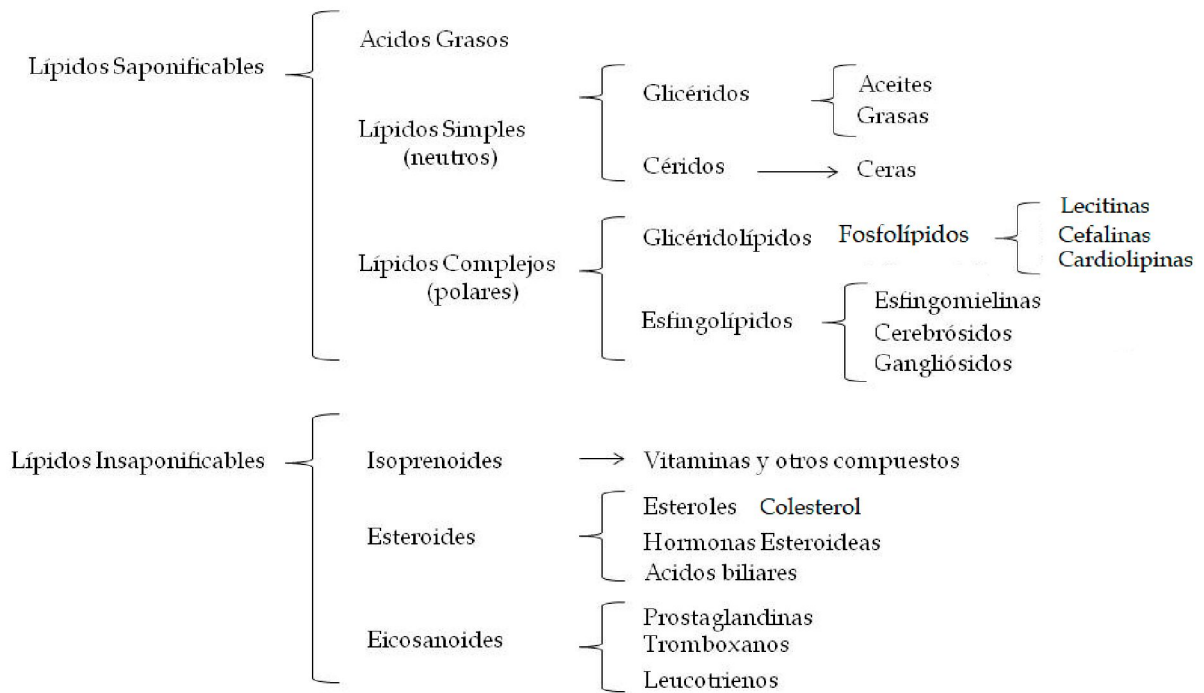 Acidos Grasos
Lípidos Saponificables
Glicéridos
Aceites
Grasas
Lípidos Simples
(neutros)
Céridos
Ceras
Lecitinas
Glicéridolípidos Fosfolípidos
Cefalinas
Cardiolipinas
Lípidos Complejos
(polares)
Esfingolípidos
Esfingomielinas
Cerebrósidos
Gangliósidos
Lípidos Insaponificables
Isoprenoides
Vitaminas y otros compuestos
Esteroides
Esteroles Colesterol
Hormonas Esteroideas
Acidos biliares
Eicosanoides
Prostaglandinas
Tromboxanos
Leucotrienos